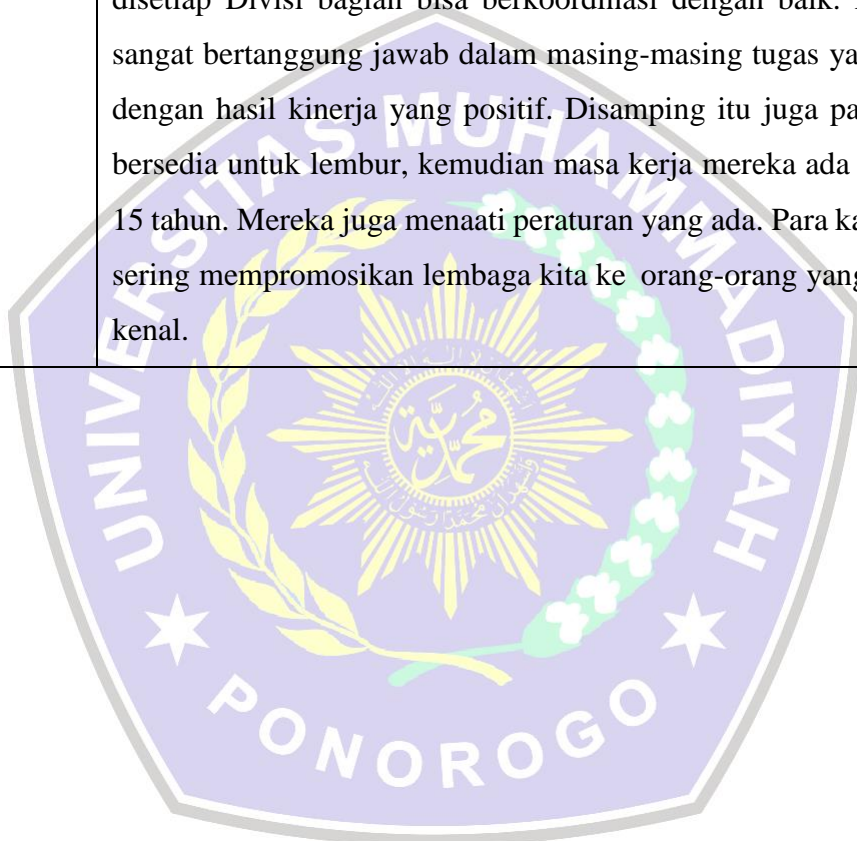 disetiap Divisi bagian bisa berkoordinasi dengan baik.
sangat bertanggung jawab dalam masing-masing tugas
dengan hasil kinerja yang positif. Disamping itu juga
bersedia untuk lembur, kemudian masa kerja mereka ada
15 tahun. Mereka juga menaati peraturan yang ada. Para
sering mempromosikan lembaga kita ke orang-orang yang
kenal.
UNIVERSITAS MUHAMMADIYAH
محمدية
PONOROGO